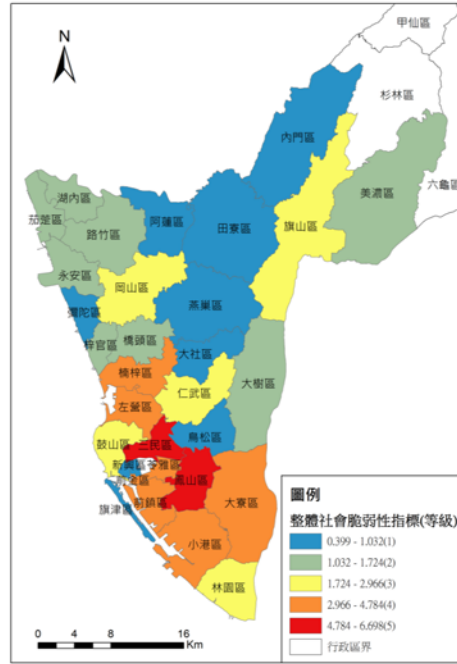 甲仙區
N
杉林區
內門區
美濃區
六龜區
湖內區
阿蓮區
旗山區
茄萣區
田寮區
路竹區
永安區
岡山區
燕巢區
彌陀區
橋頭區
梓官區
大社區
楠梓區
大樹區
仁武區
左營區
鼓山區
三民區
鳥松區
新興區
苓雅區
前金區
鳳山區
旗津區
前鎮區
大寮區
小港區
林園區
圖例
整體社會脆弱性指標(等級)
0.399 - 1.032(1)
1.032 - 1.724(2)
1.724 - 2.966(3)
2.966 - 4.784(4)
4.784 - 6.698(5)
行政區界
0 4 8 16
Km